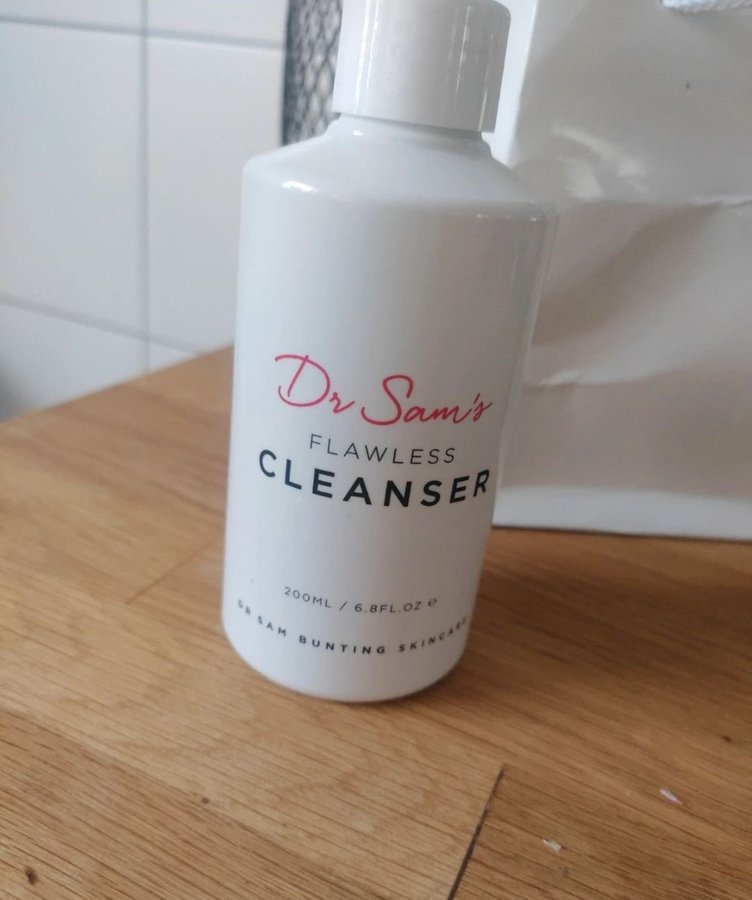 Dr Sam's
FLAWLESS
CLEANSER
200ML / 6.8FL.OZ ℮
DR SAM BUNTING SKINCARE